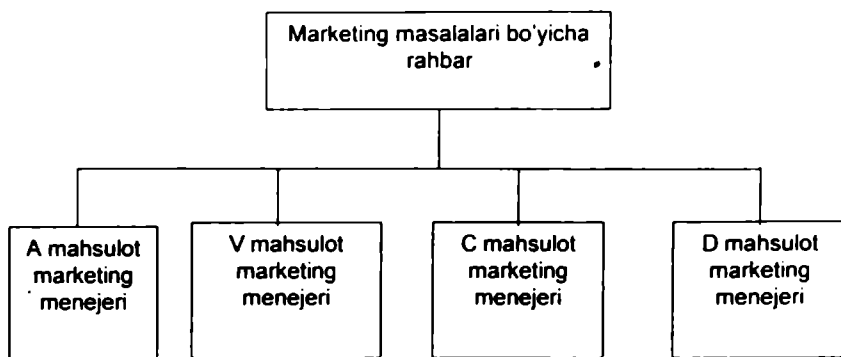 Marketing masalalari bo'yicha
rahbar
A mahsulot
marketing
menejeri
V mahsulot
marketing
menejeri
C mahsulot
marketing
menejeri
D mahsulot
marketing
menejeri